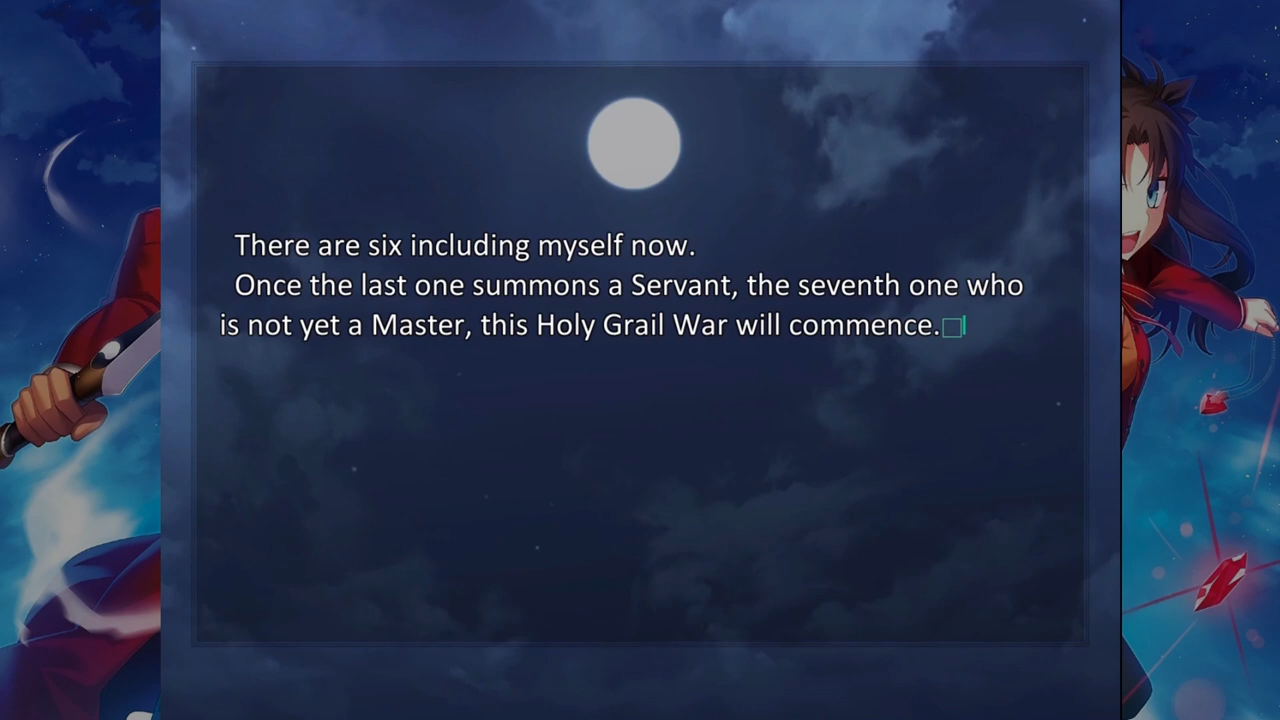 There are six including myself now.
Once the last one summons a Servant, the seventh one who
is not yet a Master, this Holy Grail War will commence.